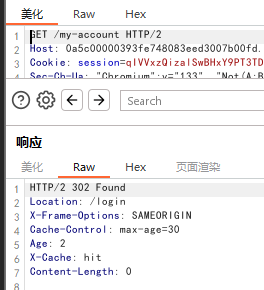 美化 Raw Hex
1 GET /my-account HTTP/2
2 Host: 0a5c00000393fe748083eed3007b00fd.
3 Cookie: session=qlVVxzQizalSwBHxY9PT3TD
4 Sec-Ch-Ua: "Chromium";v="133", "Not(A:B
Search
响应
美化 Raw Hex 页面渲染
1 HTTP/2 302 Found
2 Location: /login
3 X-Frame-Options: SAMEORIGIN
4 Cache-Control: max-age=30
5 Age: 2
6 X-Cache: hit
7 Content-Length: 0
8